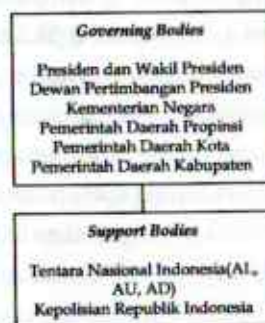 Governing Bodies
Presiden dan Wakil Presiden
Dewan Pertimbangan Presiden
Kementerian Negara
Pemerintah Daerah Propinsi
Pemerintah Daerah Kota
Pemerintah Daerah Kabupaten
Support Bodies
Tentara Nasional Indonesia(AL,
AU, AD)
Kepolisian Republik Indonesia